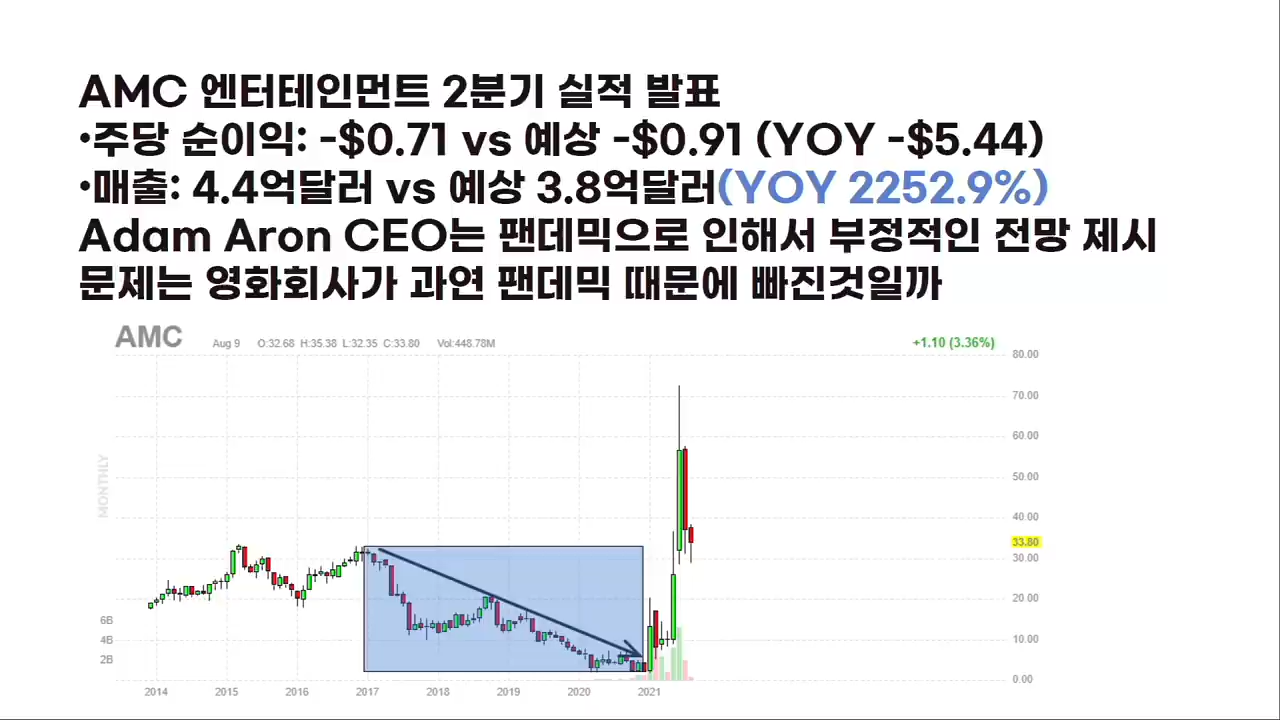 AMC 엔터테인먼트 2분기 실적 발표
•주당 순이익: -$0.71 vs 예상 -$0.91 (YOY -$5.44)
•매출: 4.4억달러 vs 예상 3.8억달러(YOY 2252.9%)
Adam Aron CEO는 팬데믹으로 인해서 부정적인 전망 제시
문제는 영화회사가 과연 팬데믹 때문에 빠진것일까
AMC Aug 9 O:32.68 H:35.38 L:32.35 C:33.80 Vol:448.78M +1.10 (3.36%)
80.00
70.00
60.00
50.00
40.00
33.80
30.00
20.00
10.00
0.00
MONTHLY
6B
4B
2B
2014 2015 2016 2017 2018 2019 2020 2021